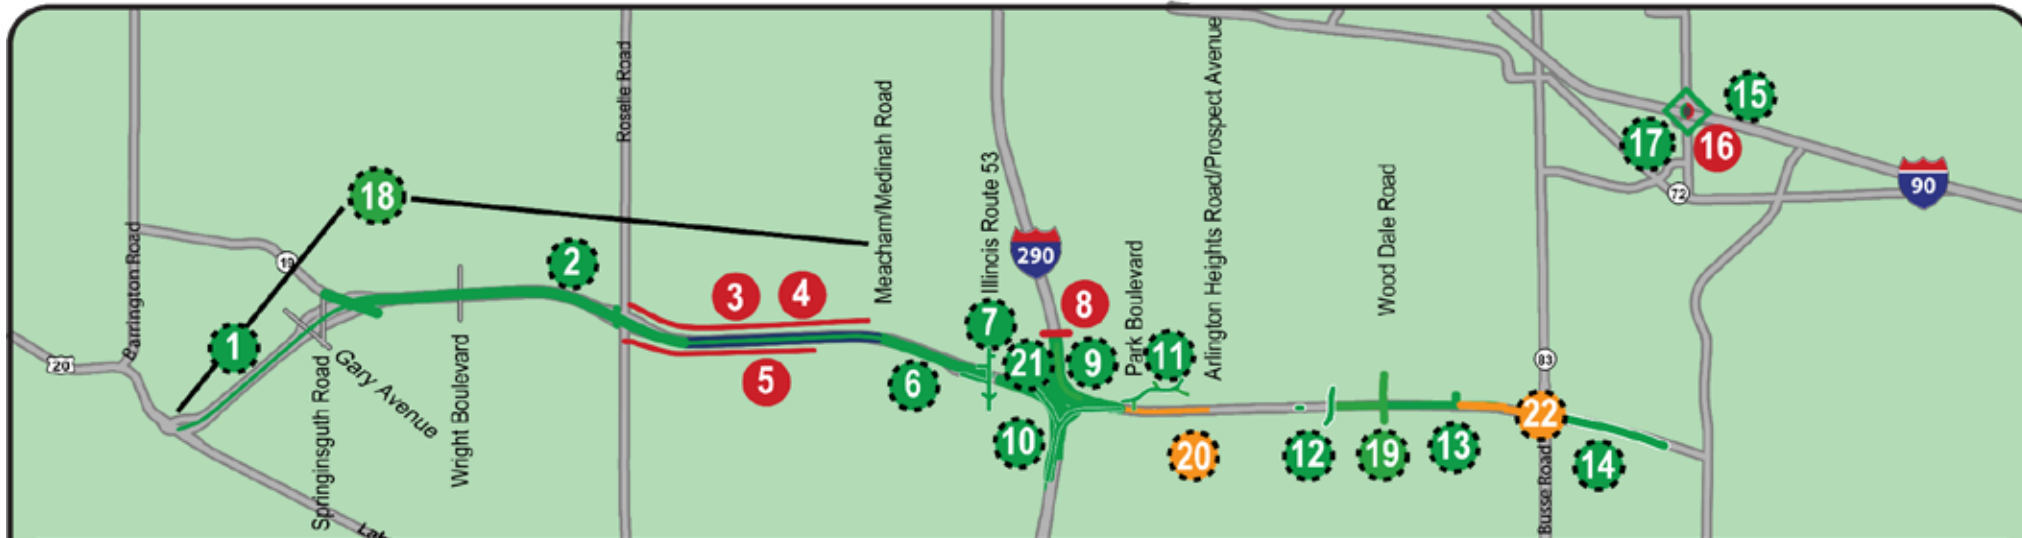 Barrington Road
20
19
18
1
Springinsguth Road
Gary Avenue
Wright Boulevard
2
Roselle Road
3
4
5
Meacham/Medinah Road
6
7
Illinois Route 53
290
8
21
9
10
Park Boulevard
11
Arlington Heights Road/Prospect Avenue
20
12
Wood Dale Road
19
13
83
22
Busse Road
14
15
17
16
72
90